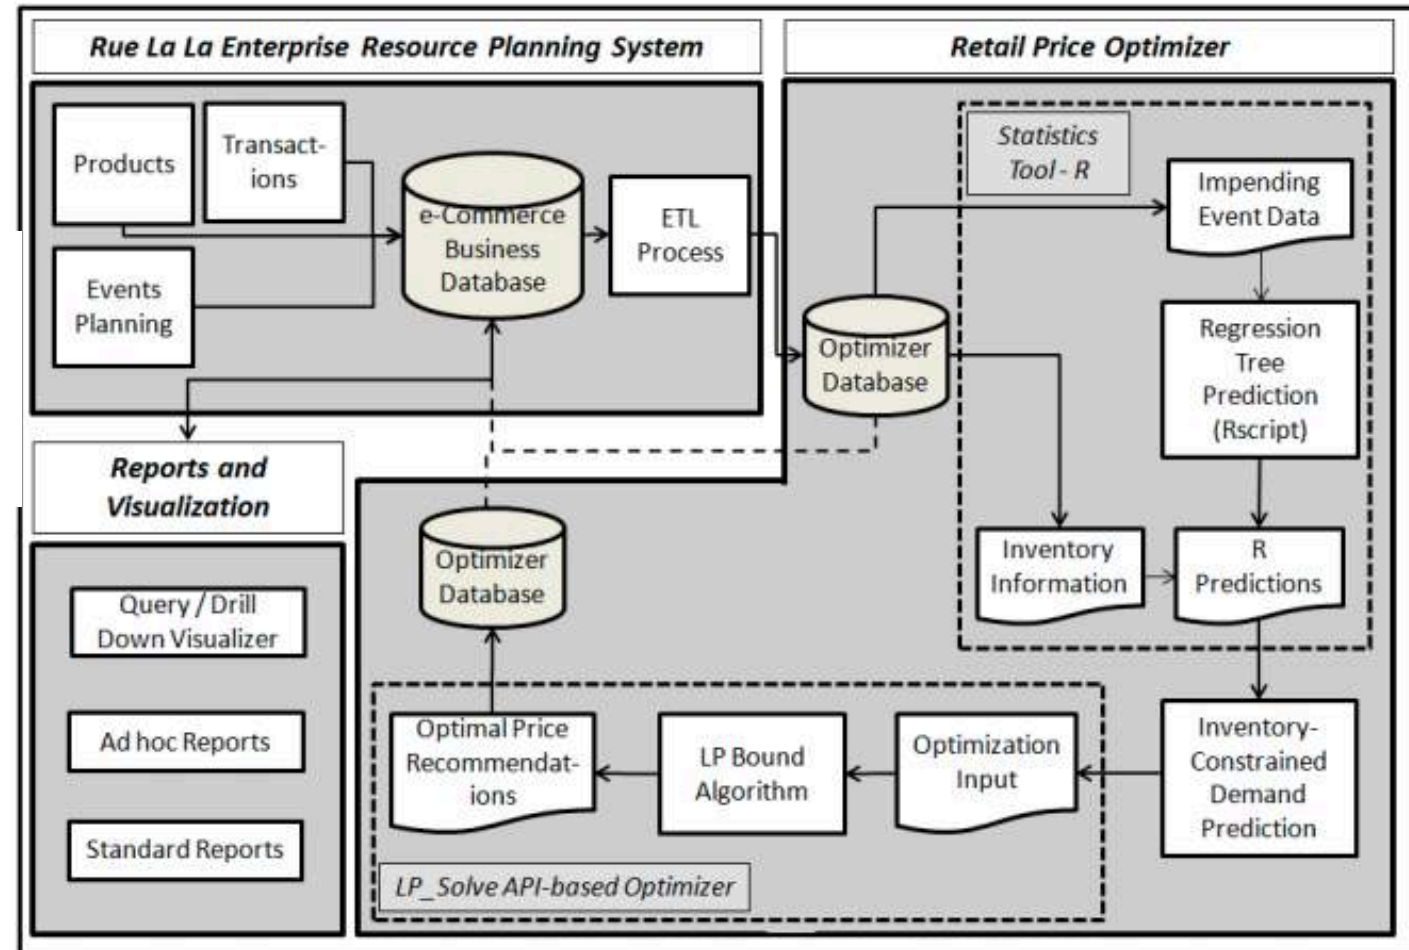 Rue La La Enterprise Resource Planning System
Retail Price Optimizer
Products
Transact-
ions
Events
Planning
e-Commerce
Business
Database
ETL
Process
Statistics
Tool - R
Impending
Event Data
Optimizer
Database
Regression
Tree
Prediction
(Rscript)
Inventory
Information
R
Predictions
Reports and
Visualization
Query / Drill
Down Visualizer
Ad hoc Reports
Standard Reports
Optimizer
Database
Optimal Price
Recommendat-
ions
LP Bound
Algorithm
Optimization
Input
Inventory-
Constrained
Demand
Prediction
LP_Solve API-based Optimizer